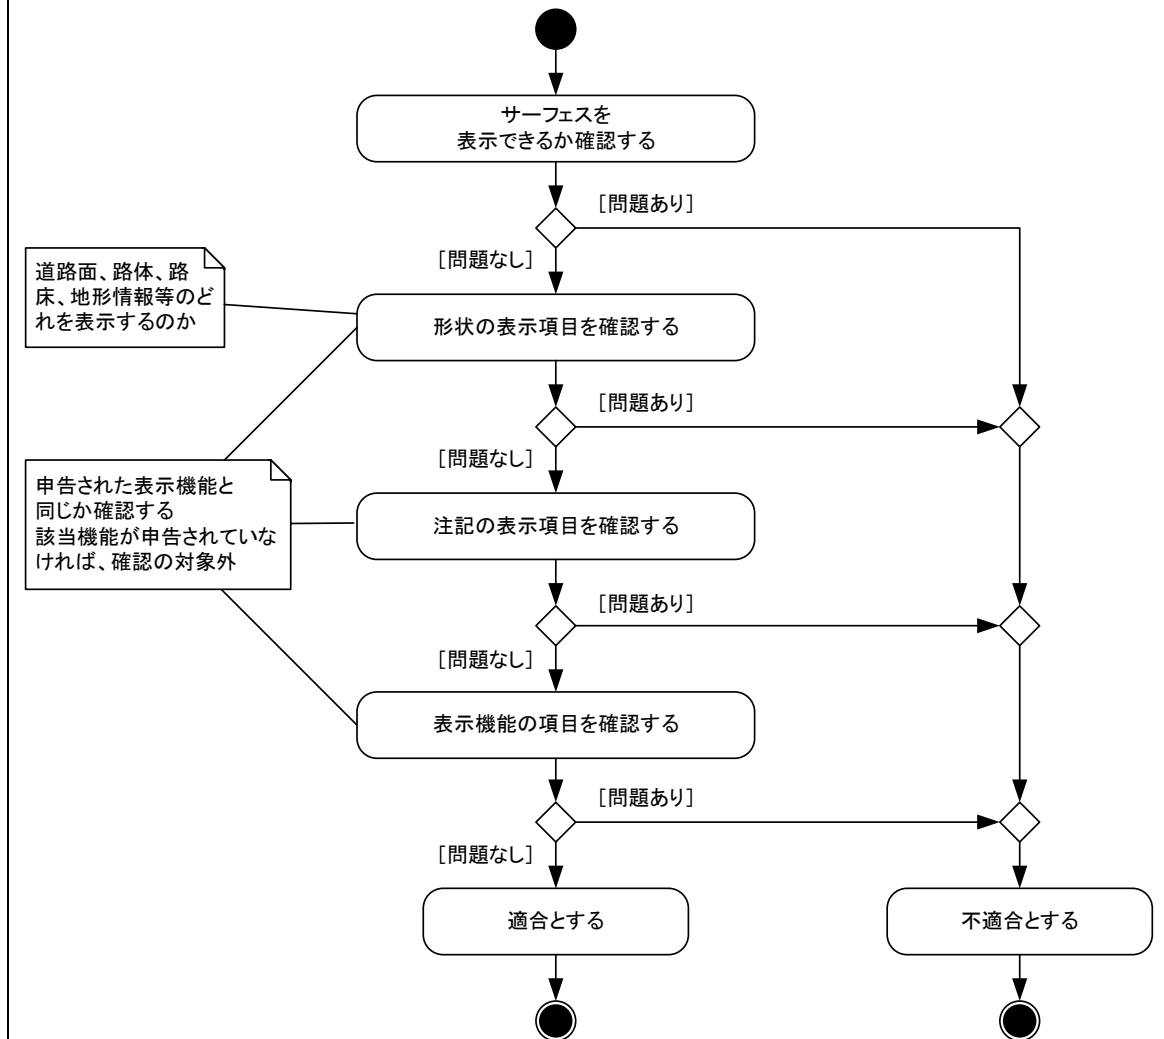 サーフェスを
表示できるか確認する
[問題あり]
[問題なし]
道路面、路体、路
床、地形情報等のど
れを表示するのか
形状の表示項目を確認する
[問題あり]
[問題なし]
申告された表示機能と
同じか確認する
該当機能が申告されていな
ければ、確認の対象外
注記の表示項目を確認する
[問題あり]
[問題なし]
表示機能の項目を確認する
[問題あり]
[問題なし]
適合とする
不適合とする